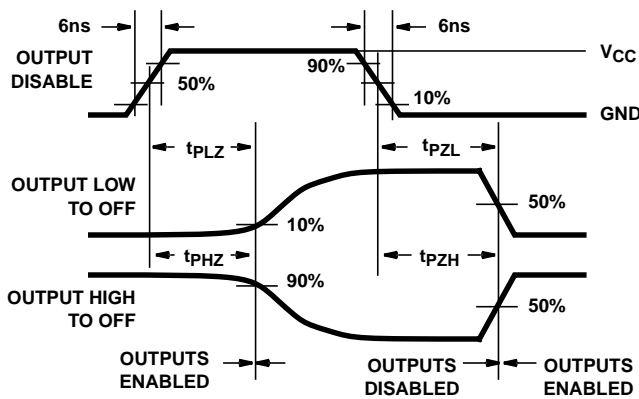 6ns
6ns
OUTPUT
DISABLE
50%
90%
10%
VCC
GND
tPLZ
tPZL
OUTPUT LOW
TO OFF
10%
50%
tPHZ
tPZH
OUTPUT HIGH
TO OFF
90%
50%
OUTPUTS
ENABLED
OUTPUTS
DISABLED
OUTPUTS
ENABLED